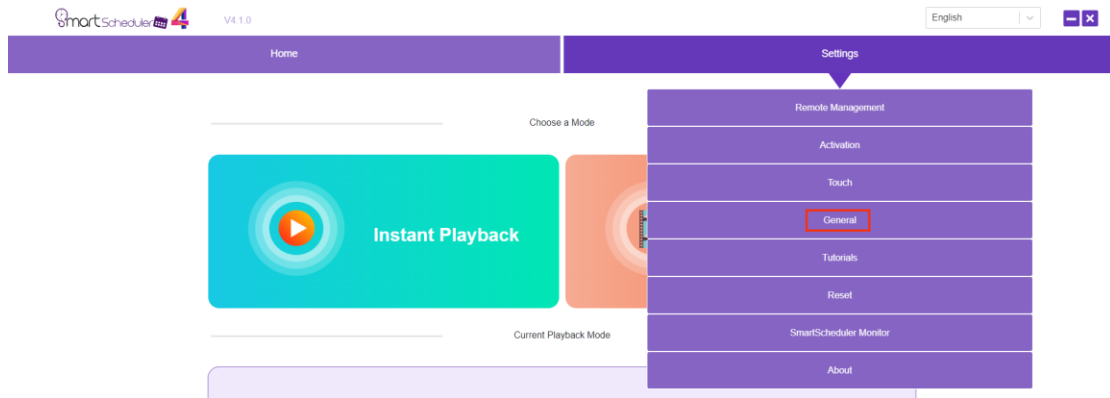 SmartScheduler 4 V4.1.0 English
Home Settings
Remote Management
Choose a Mode
Activation
Touch
General
Instant Playback
Tutorials
Reset
Current Playback Mode
SmartScheduler Monitor
About